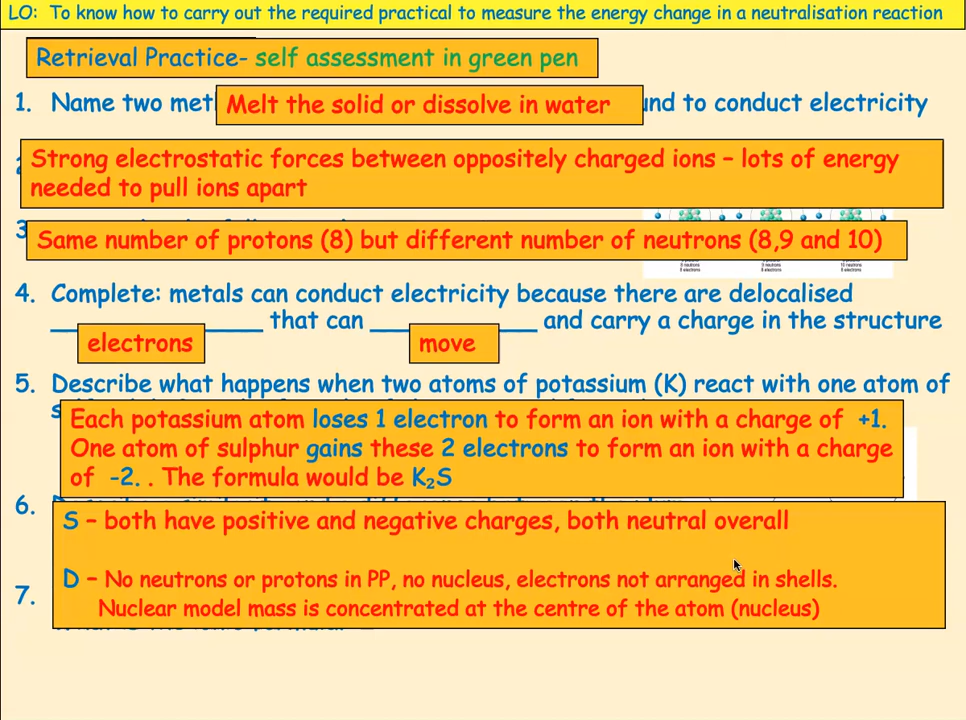 LO: To know how to carry out the required practical to measure the energy change in a neutralisation reaction
Retrieval Practice- self assessment in green pen
1. Name two met Melt the solid or dissolve in water und to conduct electricity
Strong electrostatic forces between oppositely charged ions – lots of energy
needed to pull ions apart
3
Same number of protons (8) but different number of neutrons (8,9 and 10)
4. Complete: metals can conduct electricity because there are delocalised
______ that can ______ and carry a charge in the structure
electrons move
5. Describe what happens when two atoms of potassium (K) react with one atom of
Each potassium atom loses 1 electron to form an ion with a charge of +1.
One atom of sulphur gains these 2 electrons to form an ion with a charge
of -2. . The formula would be K₂S
6.
S – both have positive and negative charges, both neutral overall
D – No neutrons or protons in PP, no nucleus, electrons not arranged in shells.
7.
Nuclear model mass is concentrated at the centre of the atom (nucleus)